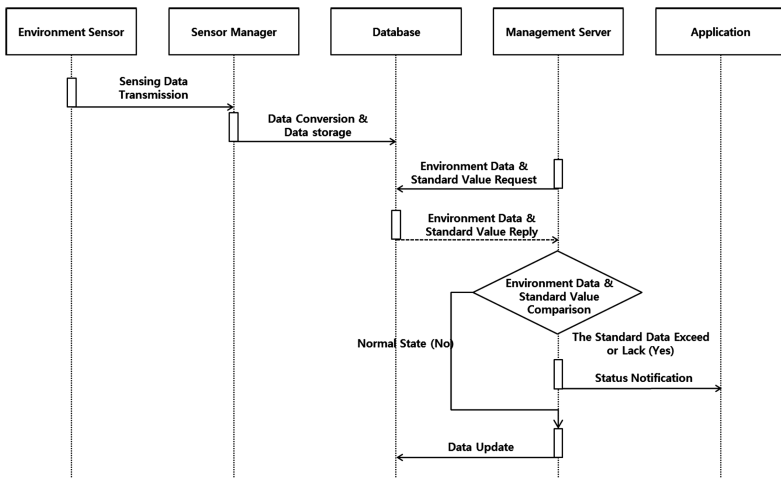 Environment Sensor
Sensor Manager
Database
Management Server
Application
Sensing Data
Transmission
Data Conversion &
Data storage
Environment Data &
Standard Value Request
Environment Data &
Standard Value Reply
Environment Data &
Standard Value
Comparison
Normal State (No)
The Standard Data Exceed
or Lack (Yes)
Status Notification
Data Update